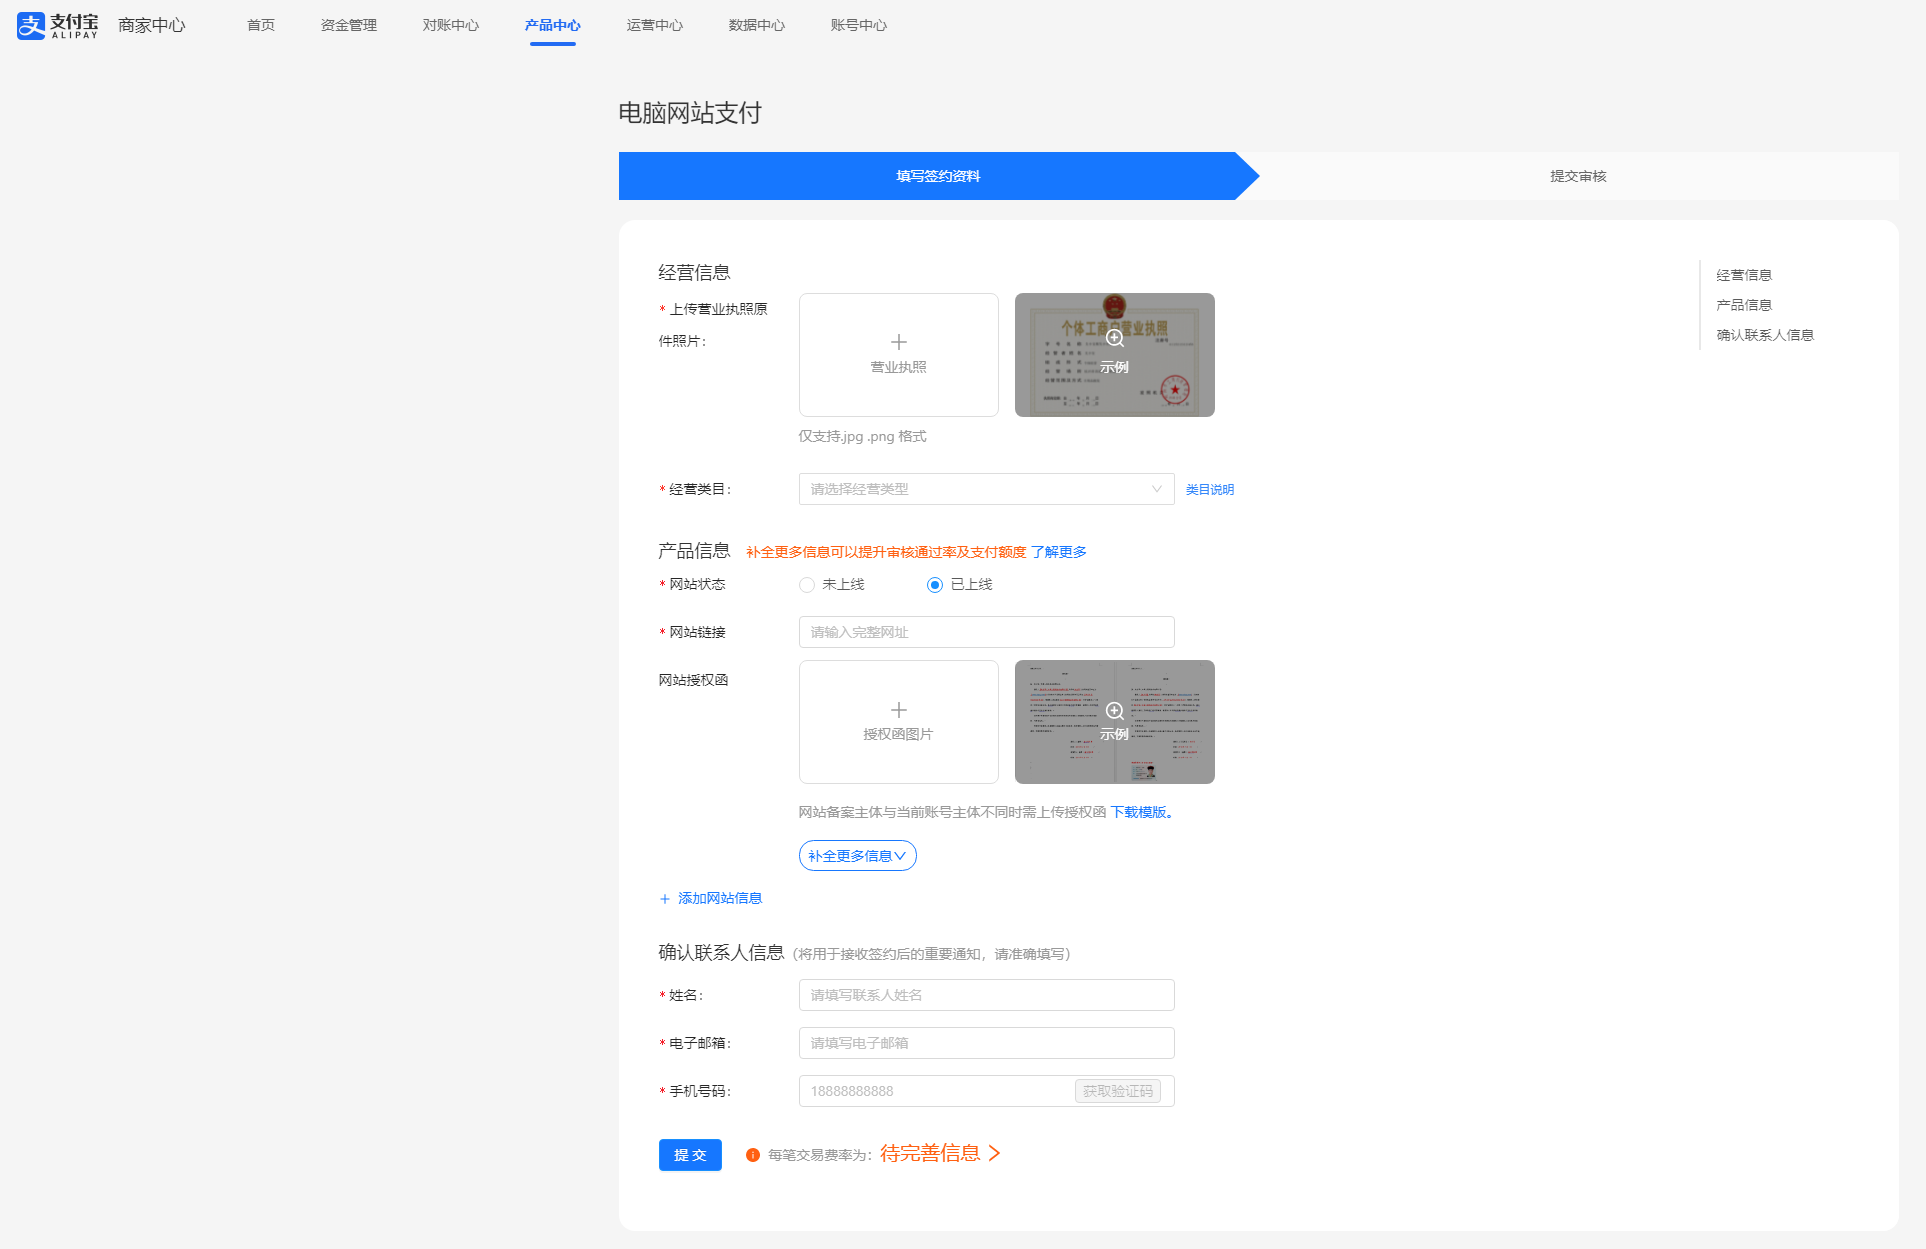 支付宝
ALIPAY
商家中心
首页
资金管理
对账中心
产品中心
运营中心
数据中心
账号中心
电脑网站支付
填写签约资料
提交审核
经营信息
* 上传营业执照原
件照片：
营业执照
个体工商户营业执照
示例
仅支持.jpg .png 格式
* 经营类目：
请选择经营类型
类目说明
产品信息
补全更多信息可以提升审核通过率及支付额度 了解更多
* 网站状态
未上线
已上线
* 网站链接
请输入完整网址
网站授权函
授权函图片
示例
网站备案主体与当前账号主体不同时需上传授权函 下载模版。
补全更多信息
+ 添加网站信息
确认联系人信息（将用于接收签约后的重要通知，请准确填写）
* 姓名：
请填写联系人姓名
* 电子邮箱：
请填写电子邮箱
* 手机号码：
18888888888
获取验证码
提 交
每笔交易费率为：待完善信息 >
经营信息
产品信息
确认联系人信息